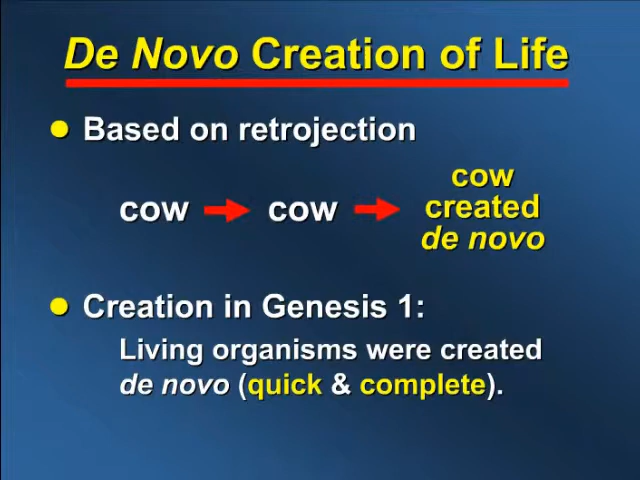 De Novo Creation of Life
Based on retrojection
cow cow cow
created
de novo
Creation in Genesis 1:
Living organisms were created
de novo (quick & complete).